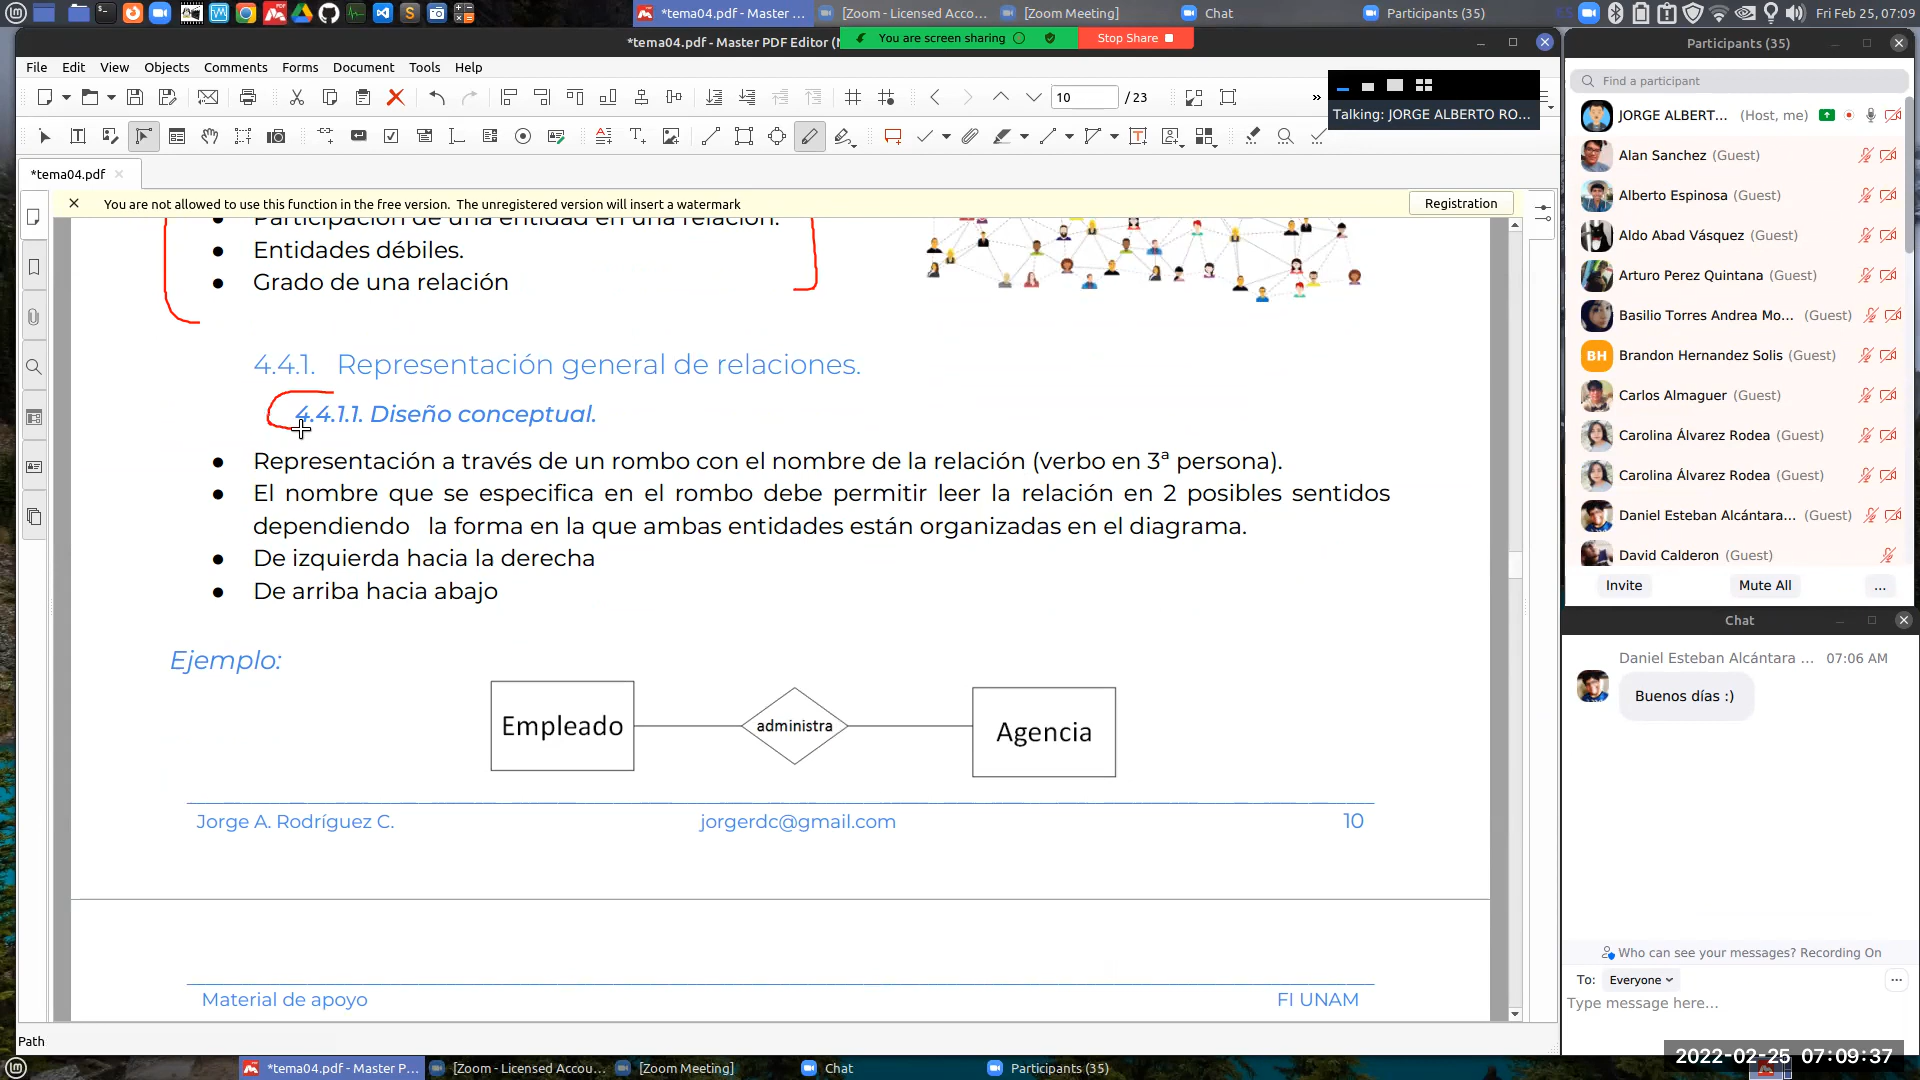 *tema04.pdf - Master ...
[Zoom - Licensed Acco...
[Zoom Meeting]
Chat
Participants (35)
Fri Feb 25, 07:09
*tema04.pdf - Master PDF Editor (
You are screen sharing
Stop Share
File Edit View Objects Comments Forms Document Tools Help
10 / 23
Talking: JORGE ALBERTO RO...
*tema04.pdf
You are not allowed to use this function in the free version. The unregistered version will insert a watermark
Registration
● Participación de una entidad en una relación.
● Entidades débiles.
● Grado de una relación
4.4.1. Representación general de relaciones.
4.4.1.1. Diseño conceptual.
● Representación a través de un rombo con el nombre de la relación (verbo en 3ª persona).
● El nombre que se especifica en el rombo debe permitir leer la relación en 2 posibles sentidos
dependiendo la forma en la que ambas entidades están organizadas en el diagrama.
● De izquierda hacia la derecha
● De arriba hacia abajo
Ejemplo:
Empleado
administra
Agencia
Jorge A. Rodríguez C.
jorgerdc@gmail.com
10
Material de apoyo
FI UNAM
Path
Participants (35)
Find a participant
JORGE ALBERT... (Host, me)
Alan Sanchez (Guest)
Alberto Espinosa (Guest)
Aldo Abad Vásquez (Guest)
Arturo Perez Quintana (Guest)
Basilio Torres Andrea Mo... (Guest)
BH
Brandon Hernandez Solis (Guest)
Carlos Almaguer (Guest)
Carolina Álvarez Rodea (Guest)
Carolina Álvarez Rodea (Guest)
Daniel Esteban Alcántara... (Guest)
David Calderon (Guest)
Invite
Mute All
...
Chat
Daniel Esteban Alcántara ... 07:06 AM
Buenos días :)
Who can see your messages? Recording On
To: Everyone
Type message here...
*tema04.pdf - Master P...
[Zoom - Licensed Accou...
[Zoom Meeting]
Chat
Participants (35)
2022-02-25 07:09:37